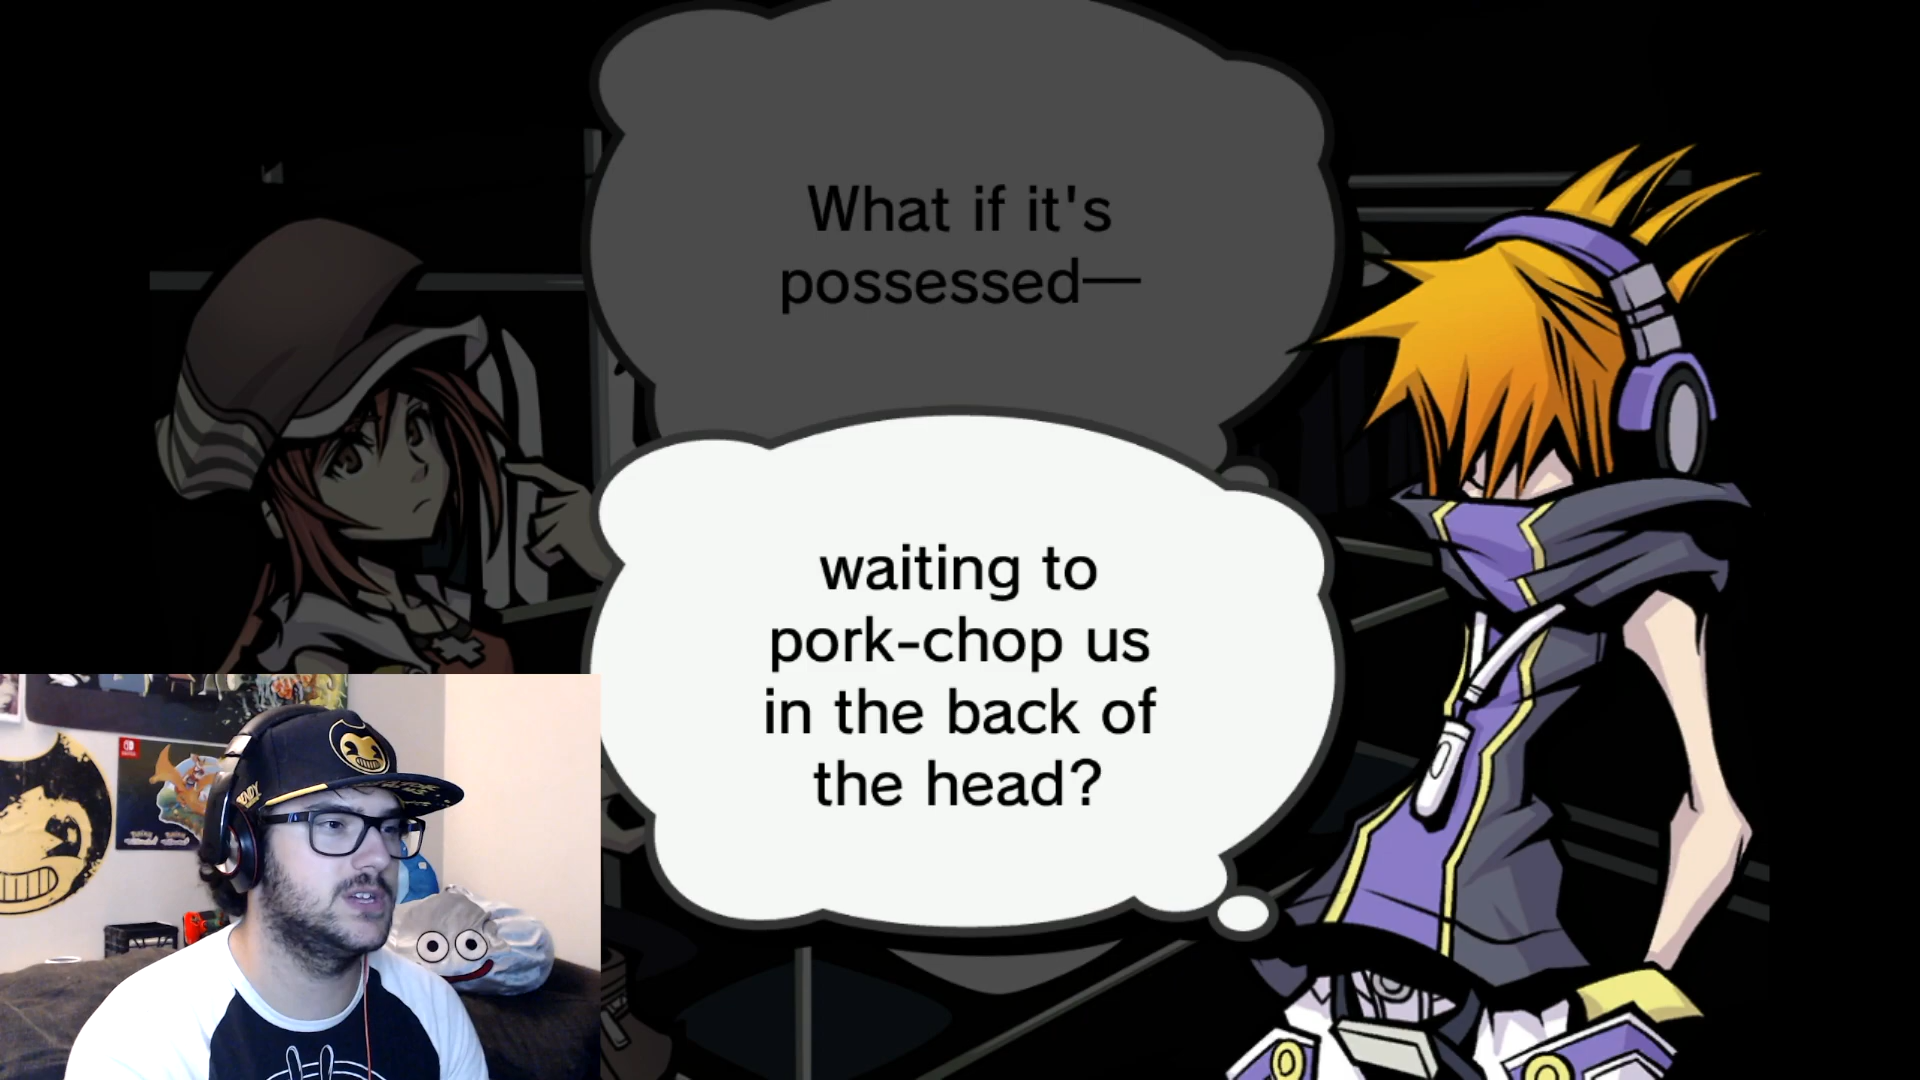 What if it's
possessed—
waiting to
pork-chop us
in the back of
the head?